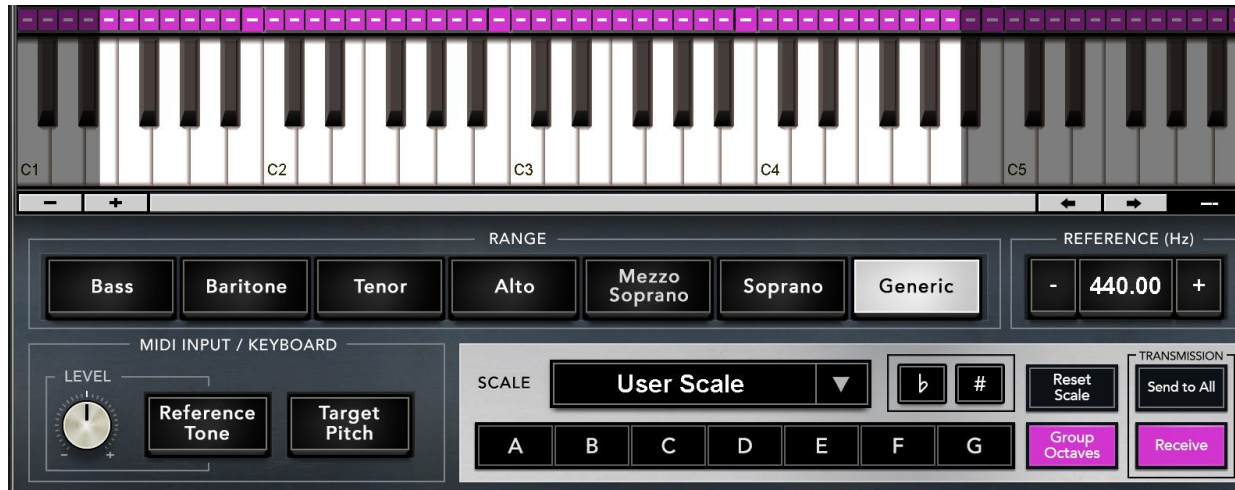 C1 C2 C3 C4 C5
- +
RANGE
REFERENCE (Hz)
Bass Baritone Tenor Alto Mezzo Soprano Soprano Generic
- 440.00 +
MIDI INPUT / KEYBOARD
LEVEL
- +
Reference Tone
Target Pitch
SCALE User Scale ♭ #
Reset Scale
TRANSMISSION
Send to All
A B C D E F G
Group Octaves
Receive